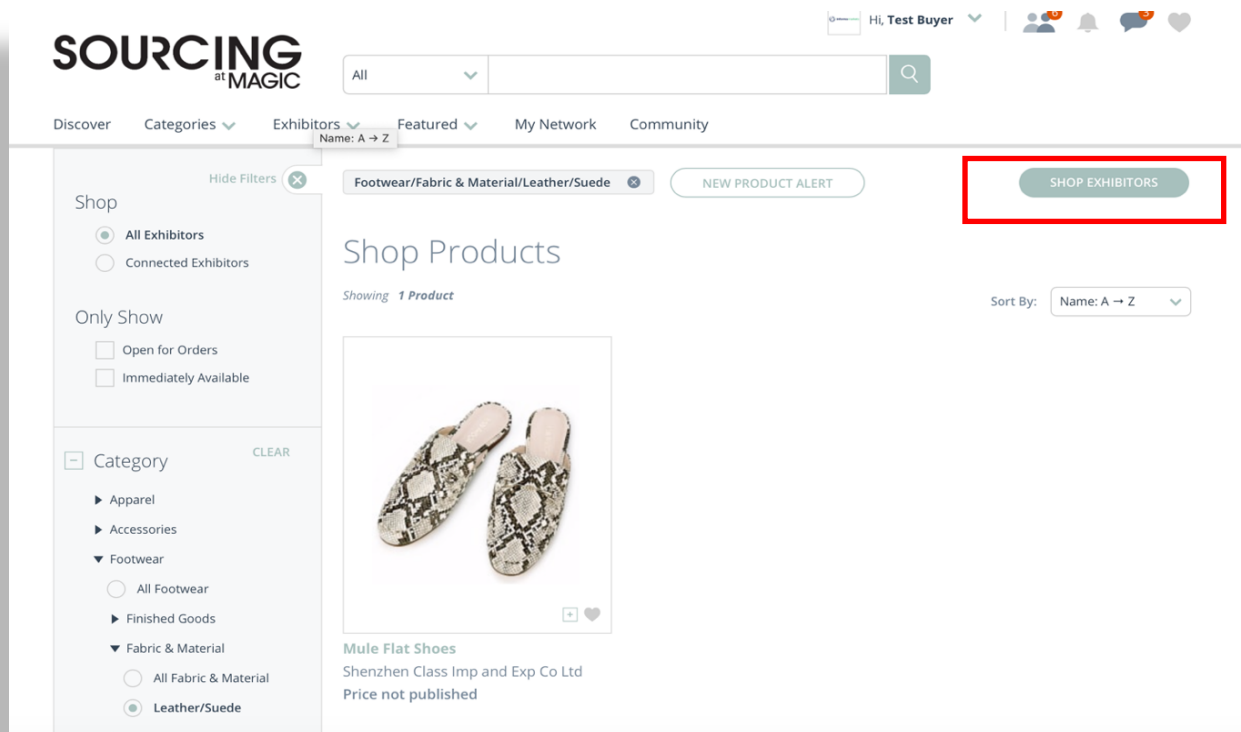 Hi, Test Buyer
6
3
SOURCING
at MAGIC
All
Discover Categories Exhibitors Featured My Network Community
Name: A → Z
Hide Filters
Footwear/Fabric & Material/Leather/Suede
NEW PRODUCT ALERT
SHOP EXHIBITORS
Shop
All Exhibitors
Connected Exhibitors
Shop Products
Showing 1 Product
Sort By: Name: A → Z
Only Show
Open for Orders
Immediately Available
Category CLEAR
Apparel
Accessories
Footwear
All Footwear
Finished Goods
Fabric & Material
All Fabric & Material
Leather/Suede
Mule Flat Shoes
Shenzhen Class Imp and Exp Co Ltd
Price not published